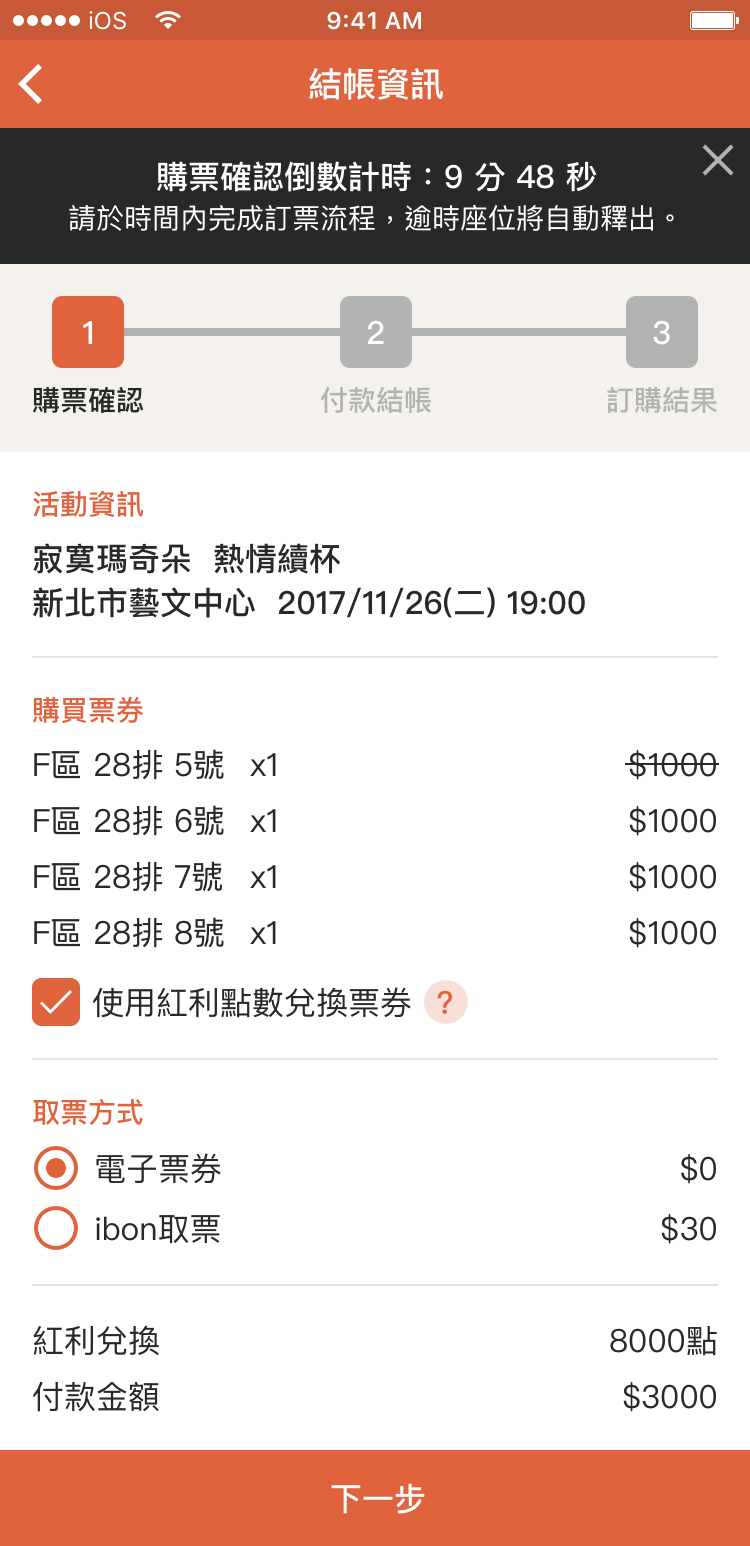 iOS 9:41 AM
結帳資訊
購票確認倒數計時：9 分 48 秒
請於時間內完成訂票流程，逾時座位將自動釋出。
1 2 3
購票確認 付款結帳 訂購結果
活動資訊
寂寞瑪奇朵 熱情續杯
新北市藝文中心 2017/11/26(二) 19:00
購買票券
F區 28排 5號 x1 $1000
F區 28排 6號 x1 $1000
F區 28排 7號 x1 $1000
F區 28排 8號 x1 $1000
使用紅利點數兌換票券 ?
取票方式
電子票券 $0
ibon取票 $30
紅利兌換 8000點
付款金額 $3000
下一步